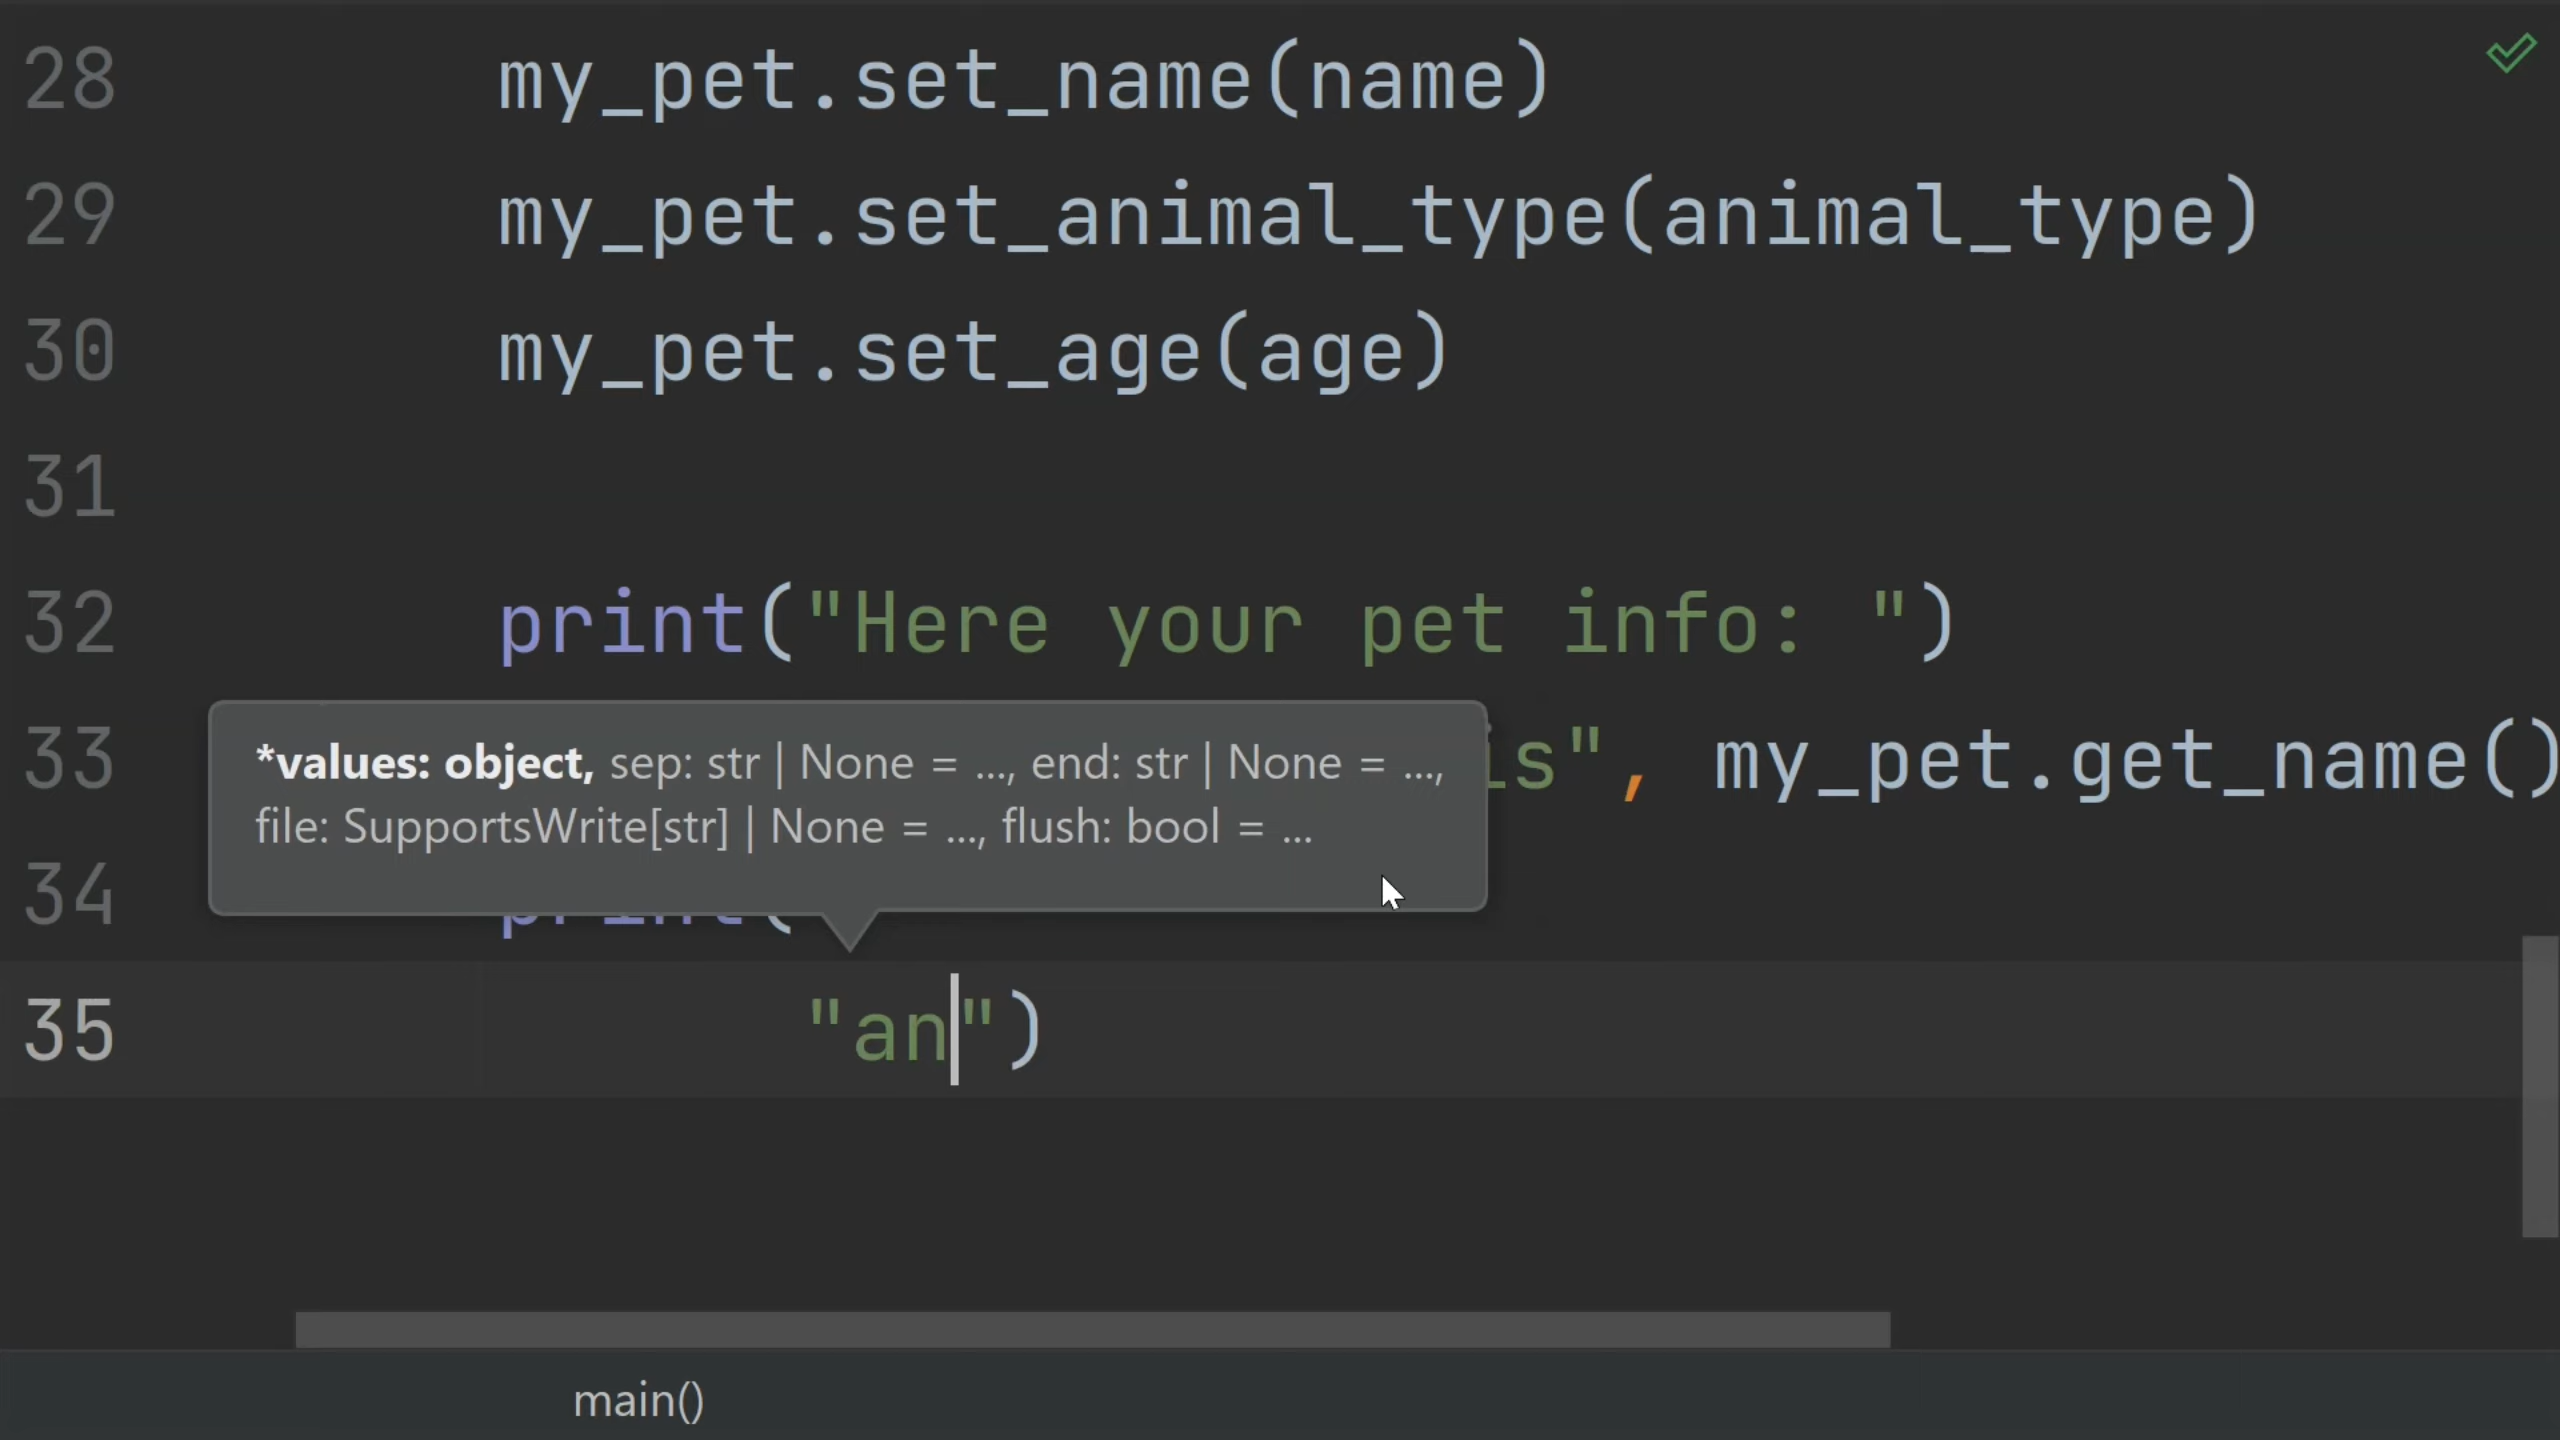 28 my_pet.set_name(name)
29 my_pet.set_animal_type(animal_type)
30 my_pet.set_age(age)
31
32 print("Here your pet info: ")
33 is", my_pet.get_name()
*values: object, sep: str | None = ..., end: str | None = ...,
file: SupportsWrite[str] | None = ..., flush: bool = ...
34 print(
35 "an")
main()